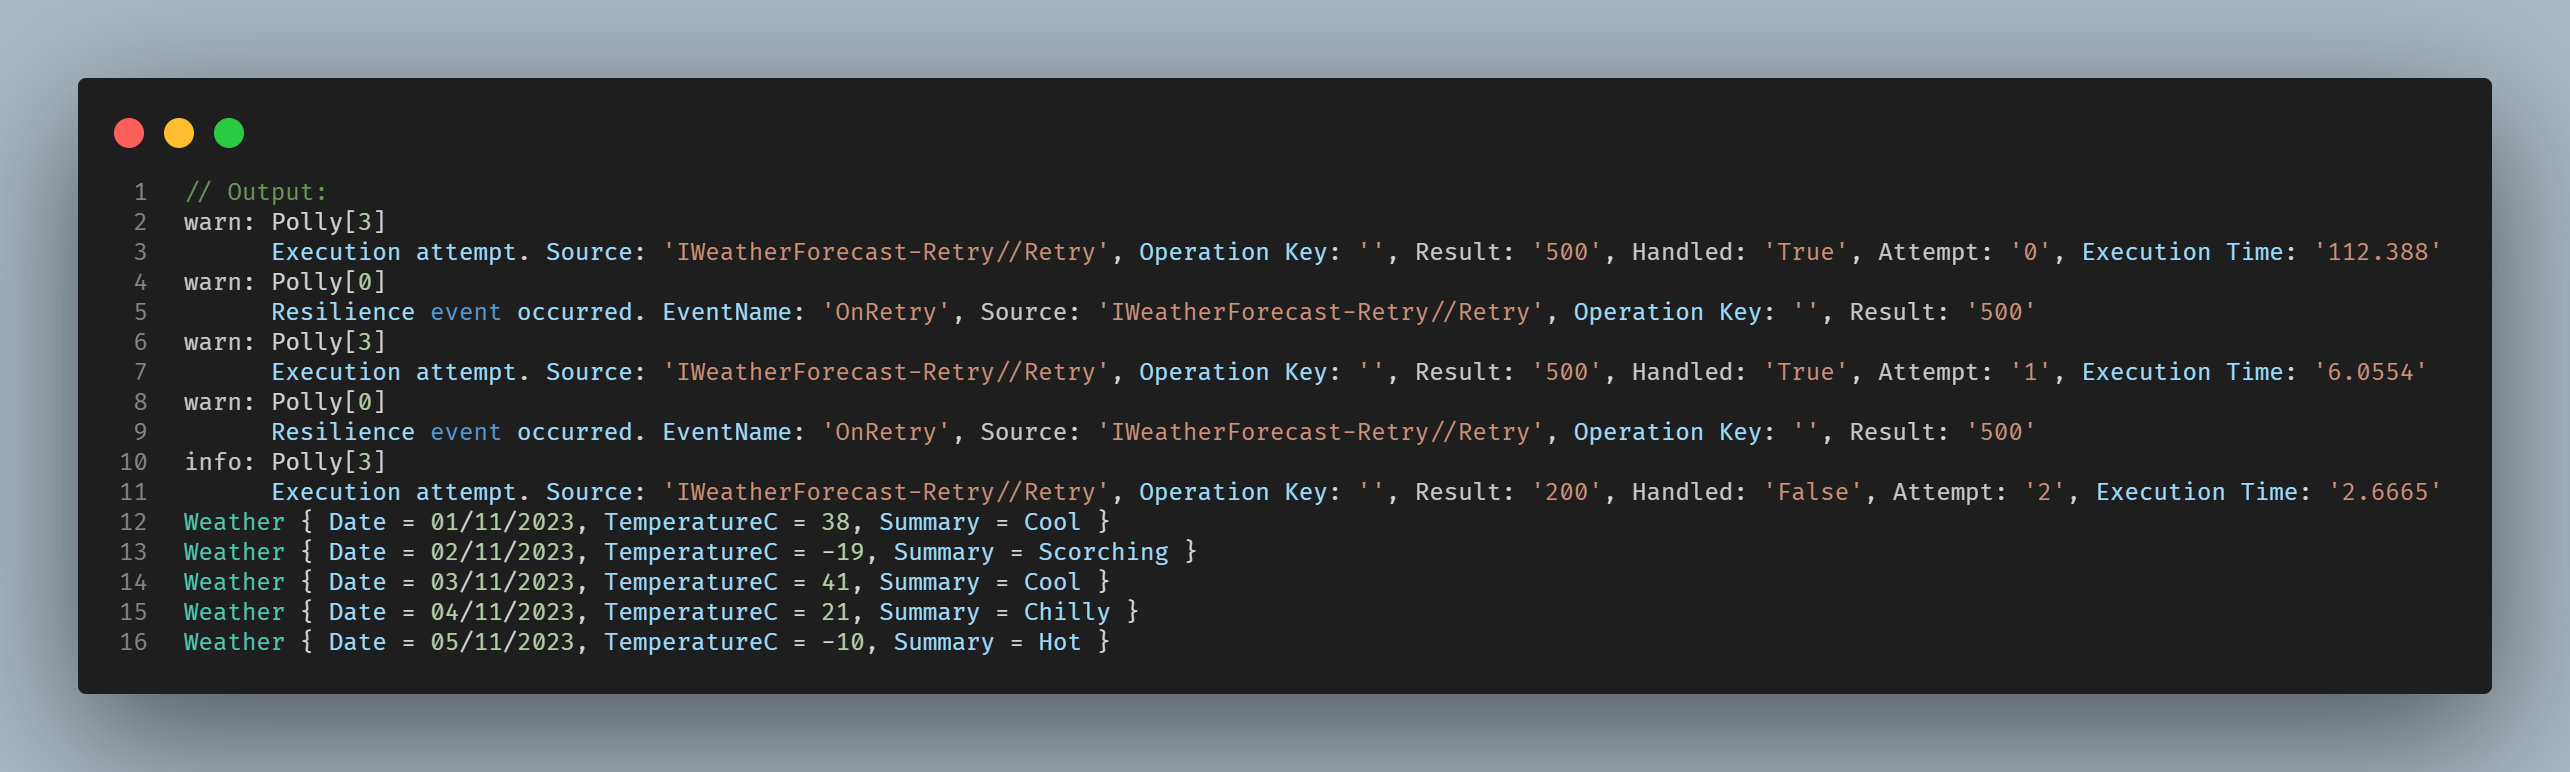 1 // Output:
2 warn: Polly[3]
3 Execution attempt. Source: 'IWeatherForecast-Retry//Retry', Operation Key: '', Result: '500', Handled: 'True', Attempt: '0', Execution Time: '112.388'
4 warn: Polly[0]
5 Resilience event occurred. EventName: 'OnRetry', Source: 'IWeatherForecast-Retry//Retry', Operation Key: '', Result: '500'
6 warn: Polly[3]
7 Execution attempt. Source: 'IWeatherForecast-Retry//Retry', Operation Key: '', Result: '500', Handled: 'True', Attempt: '1', Execution Time: '6.0554'
8 warn: Polly[0]
9 Resilience event occurred. EventName: 'OnRetry', Source: 'IWeatherForecast-Retry//Retry', Operation Key: '', Result: '500'
10 info: Polly[3]
11 Execution attempt. Source: 'IWeatherForecast-Retry//Retry', Operation Key: '', Result: '200', Handled: 'False', Attempt: '2', Execution Time: '2.6665'
12 Weather { Date = 01/11/2023, TemperatureC = 38, Summary = Cool }
13 Weather { Date = 02/11/2023, TemperatureC = -19, Summary = Scorching }
14 Weather { Date = 03/11/2023, TemperatureC = 41, Summary = Cool }
15 Weather { Date = 04/11/2023, TemperatureC = 21, Summary = Chilly }
16 Weather { Date = 05/11/2023, TemperatureC = -10, Summary = Hot }